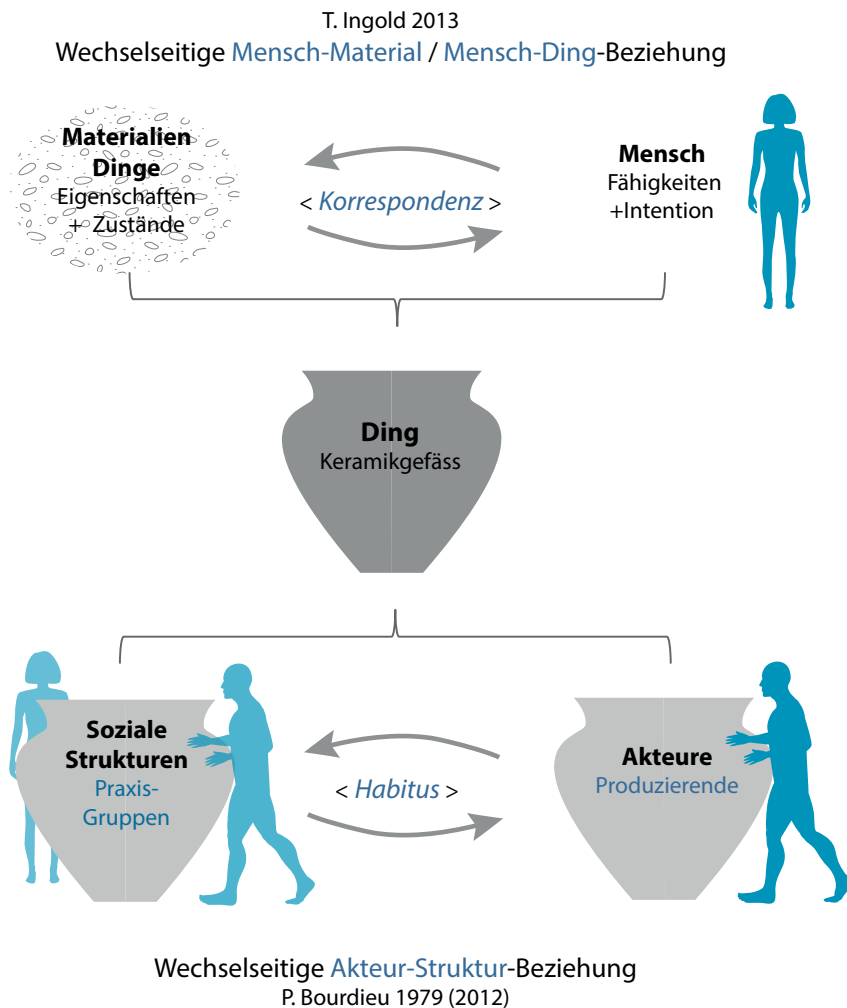 T. Ingold 2013
Wechselseitige Mensch-Material / Mensch-Ding-Beziehung
Materialien
Dinge
Eigenschaften
+ Zustände
< Korrespondenz >
Mensch
Fähigkeiten
+Intention
Ding
Keramikgefäss
Soziale
Strukturen
Praxis-
Gruppen
< Habitus >
Akteure
Produzierende
Wechselseitige Akteur-Struktur-Beziehung
P. Bourdieu 1979 (2012)